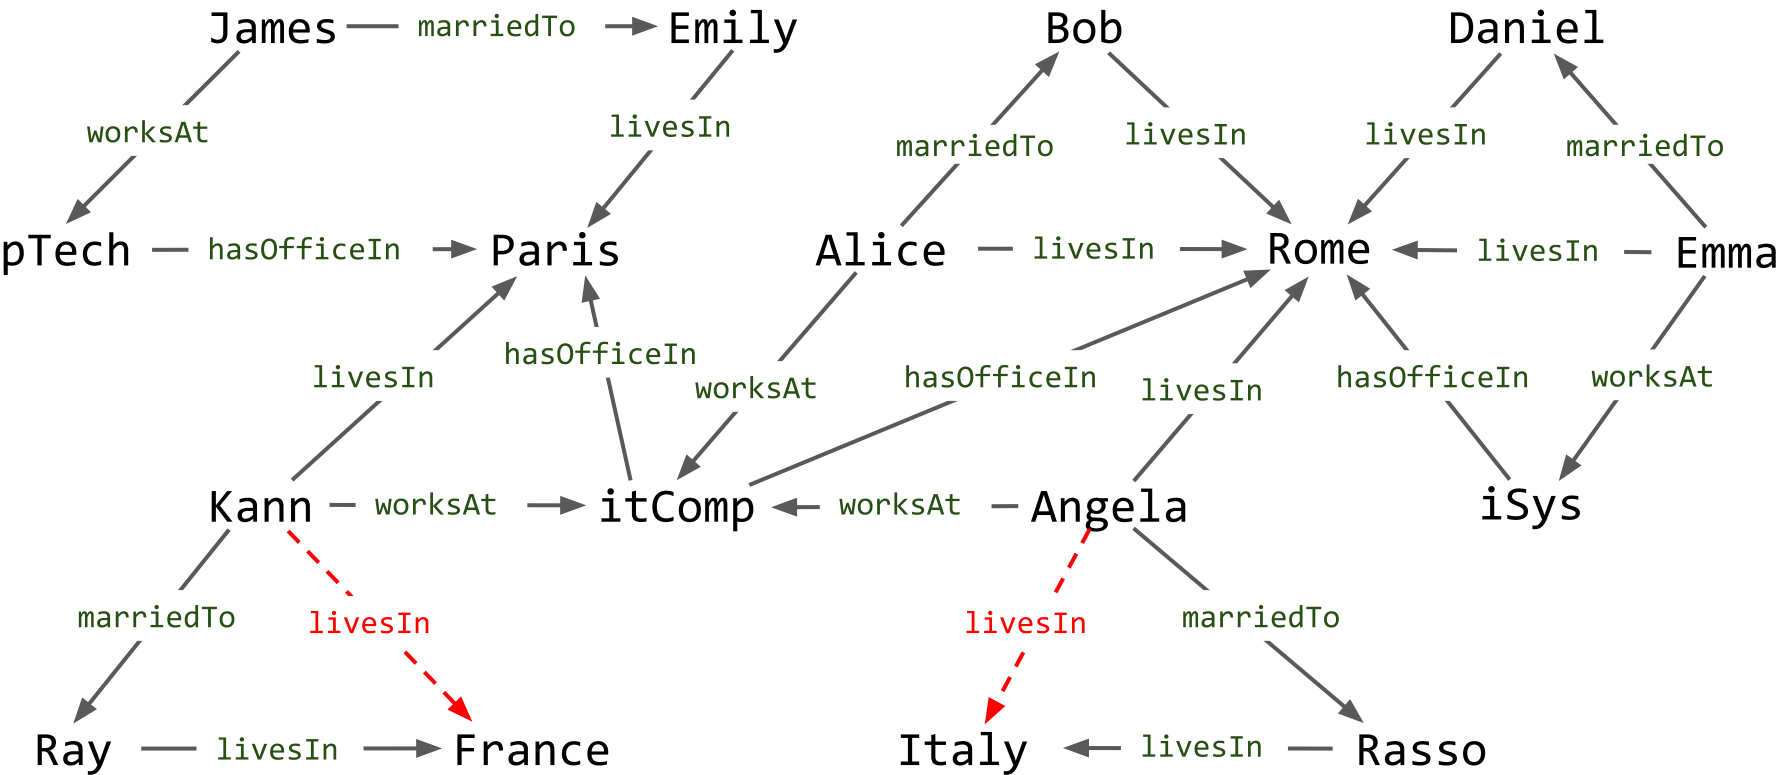 James marriedTo Emily Bob Daniel
worksAt livesIn marriedTo livesIn livesIn marriedTo
pTech hasOfficeIn Paris Alice livesIn Rome livesIn Emma
livesIn hasOfficeIn worksAt hasOfficeIn livesIn hasOfficeIn worksAt
Kann worksAt itComp worksAt Angela iSys
marriedTo livesIn livesIn marriedTo
Ray livesIn France Italy livesIn Rasso